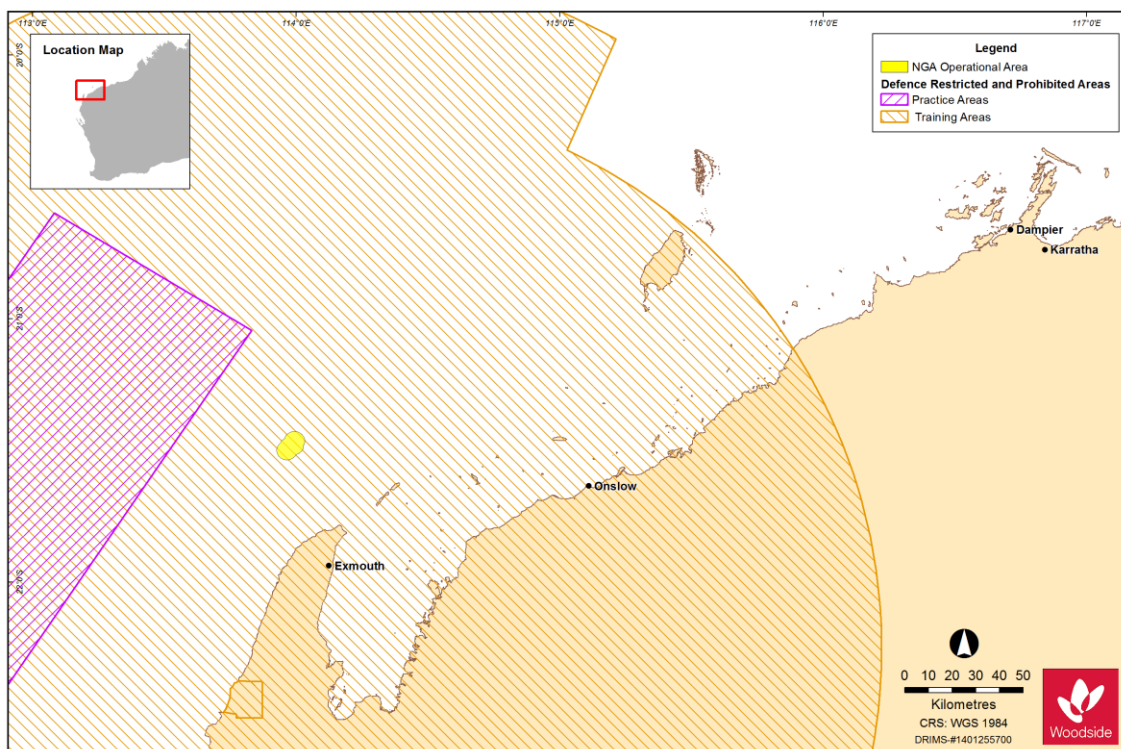 113°0'E
114°0'E
115°0'E
116°0'E
117°0'E
20°0'S
21°0'S
22°0'S
Location Map
Legend
NGA Operational Area
Defence Restricted and Prohibited Areas
Practice Areas
Training Areas
Dampier
Karratha
Onslow
Exmouth
0 10 20 30 40 50
Kilometres
CRS: WGS 1984
DRIMS-#1401255700
Woodside